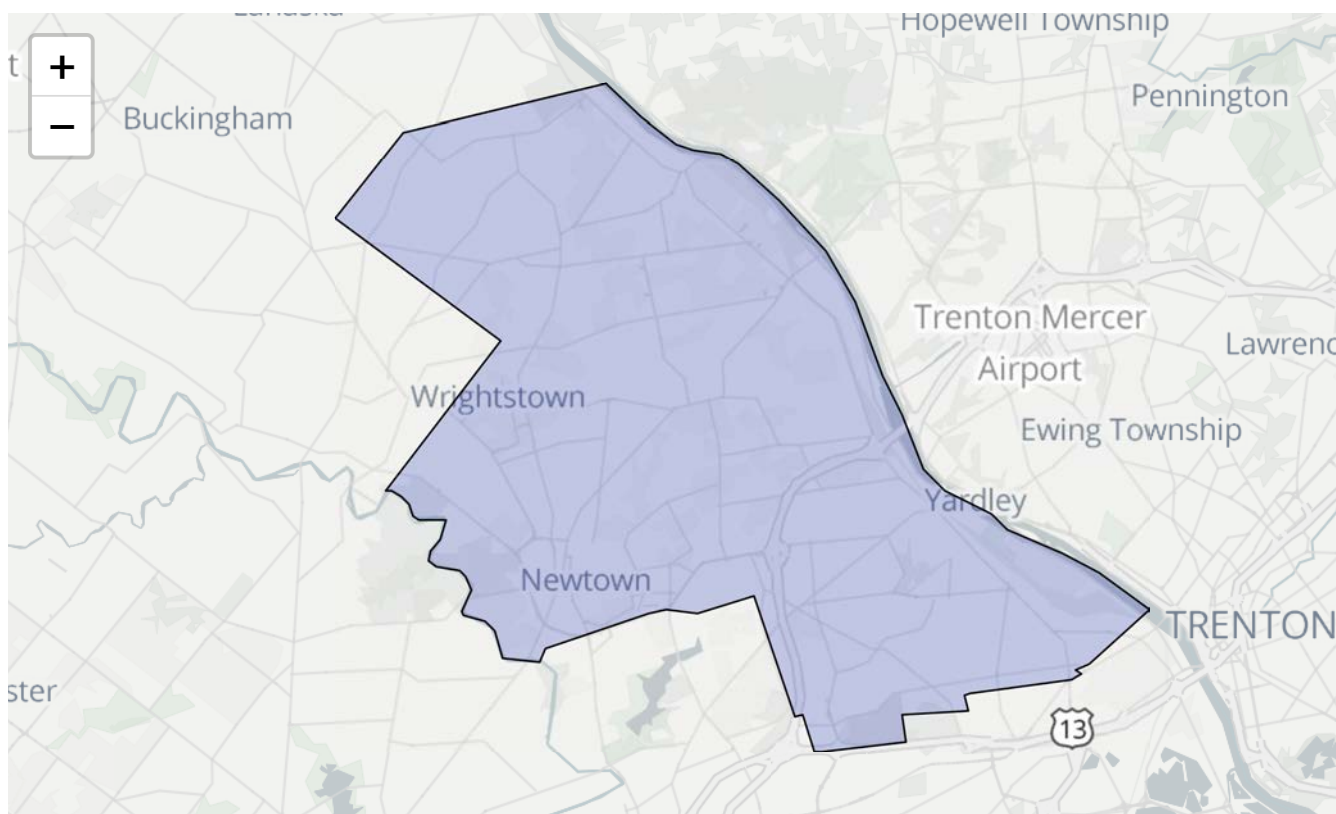 Hopewell Township
t
+
Pennington
Buckingham
−
Trenton Mercer
Airport
Lawrenc
Wrightstown
Ewing Township
Yardley
Newtown
TRENTON
ster
13